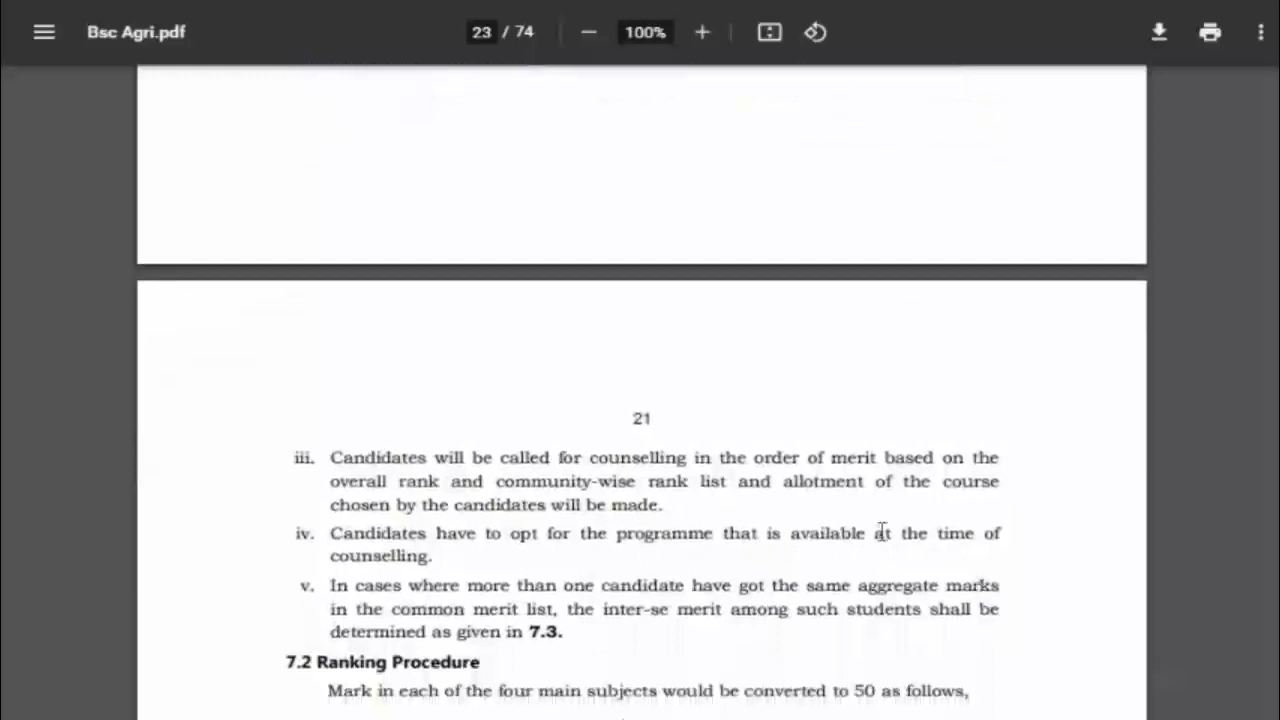 Bsc Agri.pdf
23 / 74
100%
21
iii. Candidates will be called for counselling in the order of merit based on the
overall rank and community-wise rank list and allotment of the course
chosen by the candidates will be made.
iv. Candidates have to opt for the programme that is available at the time of
counselling.
v. In cases where more than one candidate have got the same aggregate marks
in the common merit list, the inter-se merit among such students shall be
determined as given in 7.3.
7.2 Ranking Procedure
Mark in each of the four main subjects would be converted to 50 as follows,